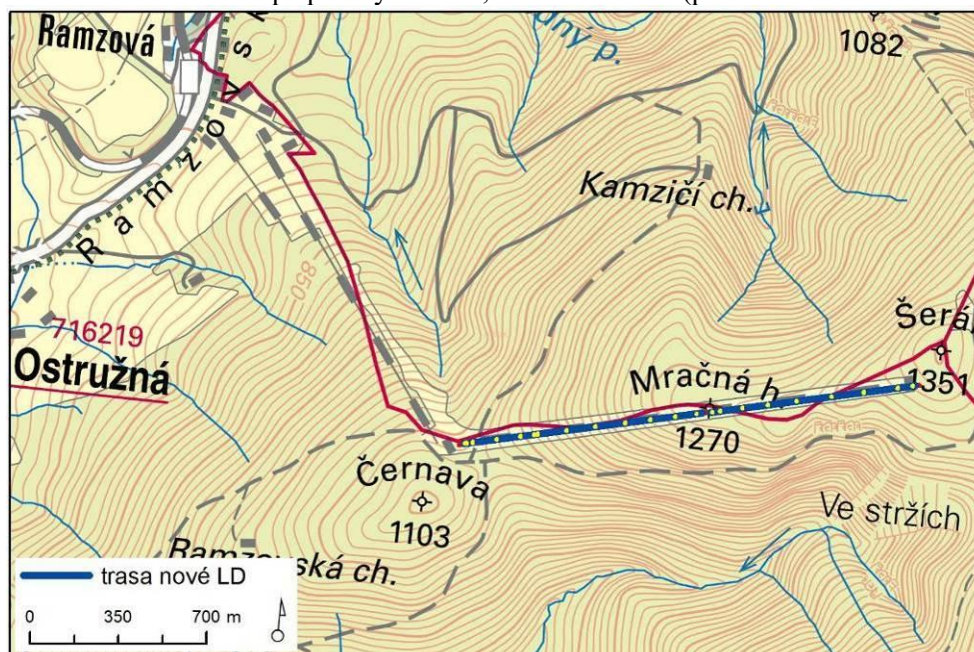 Ramzová
Ramzovsk
1082
Kamzičí ch.
850
716219
Ostružná
Mračná h
1270
1351
Černava
1103
Ve stržích
Ramzovská ch.
trasa nové LD
0 350 700 m